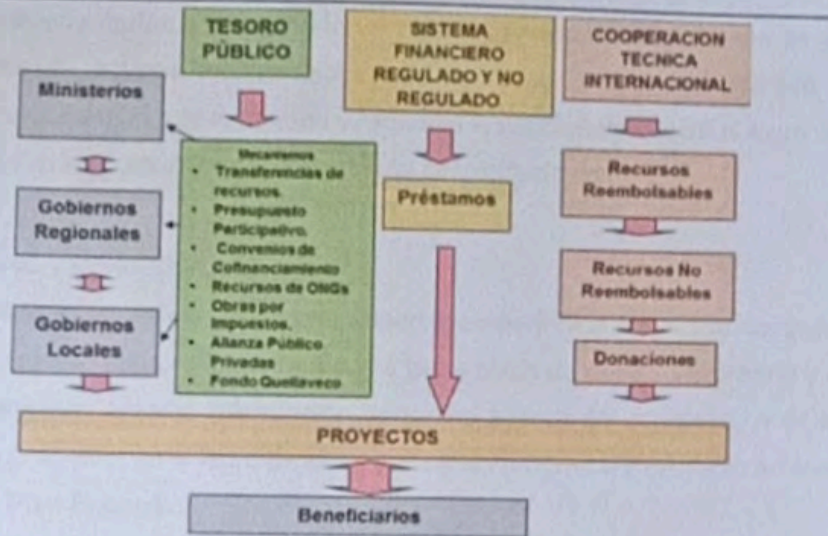 TESORO
PÚBLICO
SISTEMA
FINANCIERO
REGULADO Y NO
REGULADO
COOPERACION
TECNICA
INTERNACIONAL
Ministerios
Gobiernos
Regionales
Gobiernos
Locales
Mecanismos
• Transferencias de
recursos.
• Presupuesto
Participativo.
• Convenios de
Cofinanciamiento
• Recursos de ONGs
• Obras por
Impuestos.
• Alianza Público
Privadas
• Fondo Quellaveco
Préstamos
Recursos
Reembolsables
Recursos No
Reembolsables
Donaciones
PROYECTOS
Beneficiarios